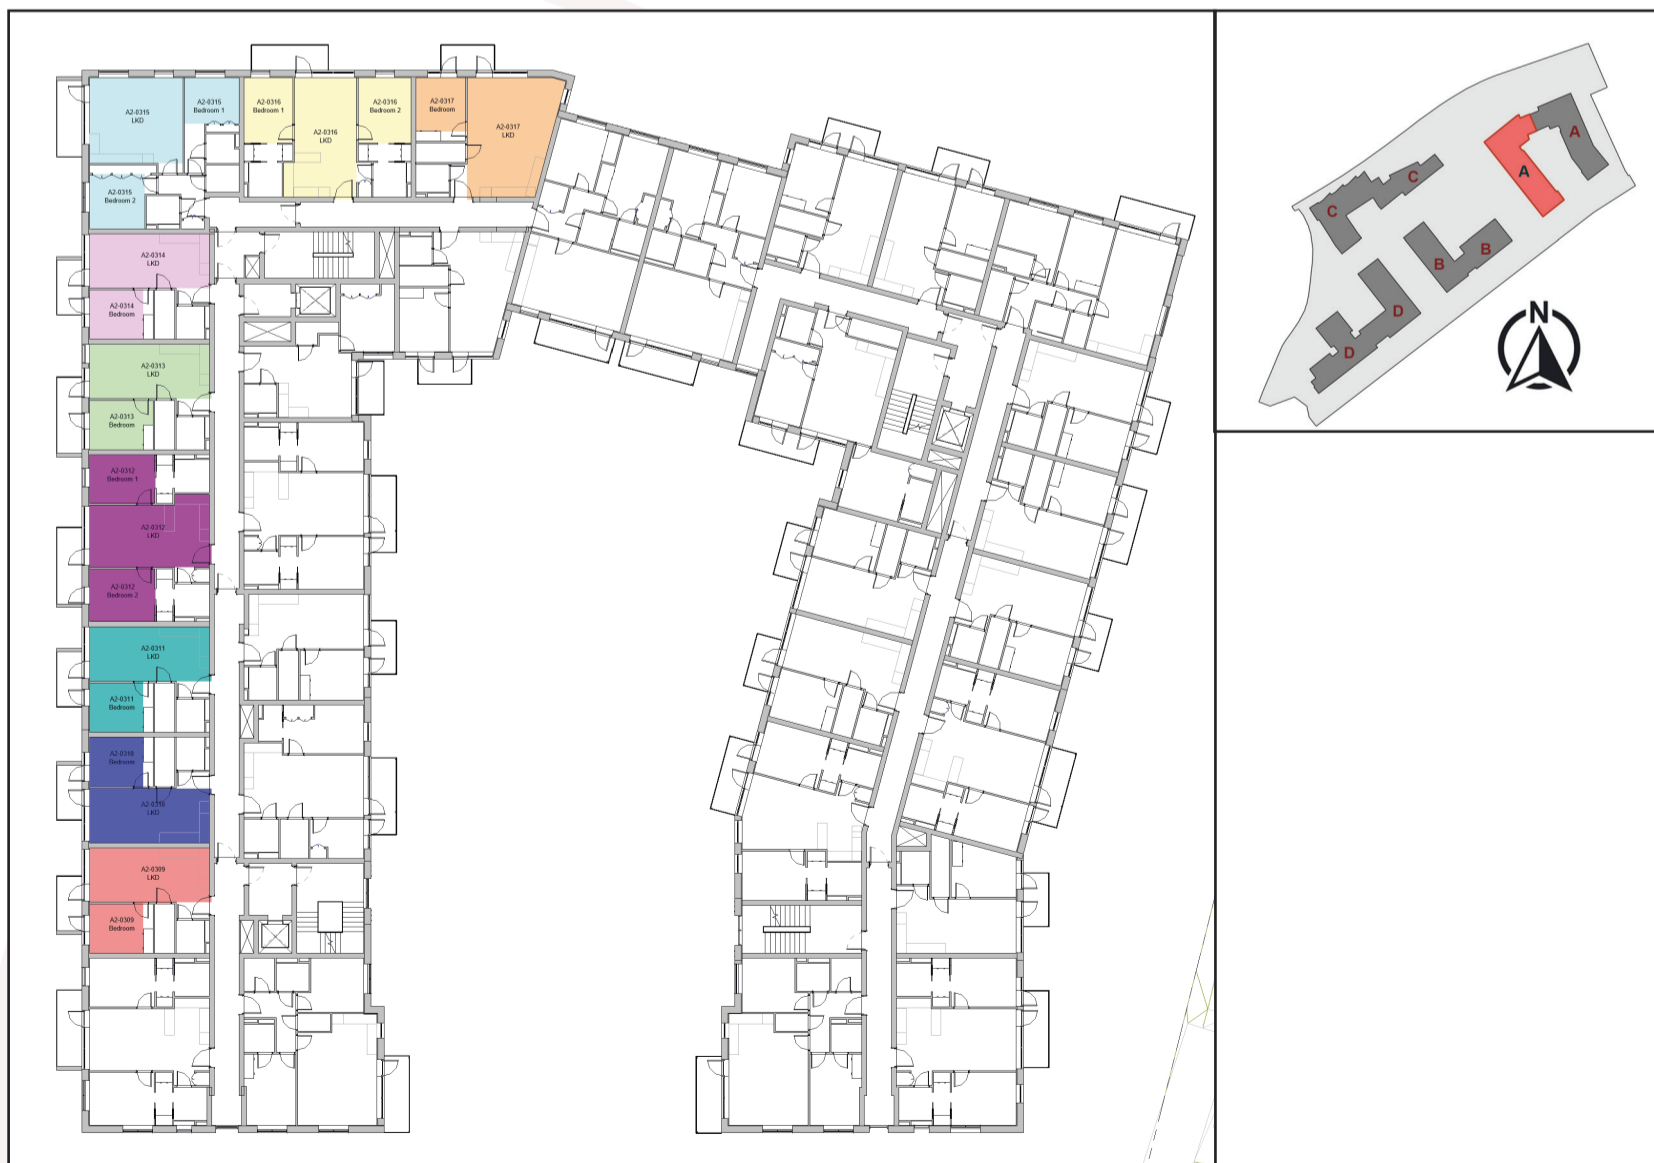 A2-0315
LKD
A2-0315
Bedroom 1
A2-0316
Bedroom 1
A2-0316
LKD
A2-0316
Bedroom 2
A2-0317
Bedroom
A2-0317
LKD
A2-0315
Bedroom 2
A2-0314
LKD
A2-0314
Bedroom
A2-0313
LKD
A2-0313
Bedroom
A2-0312
Bedroom 1
A2-0312
LKD
A2-0312
Bedroom 2
A2-0311
LKD
A2-0311
Bedroom
A2-0310
Bedroom
A2-0310
LKD
A2-0309
LKD
A2-0309
Bedroom
A
A
C
C
B
B
D
D
N